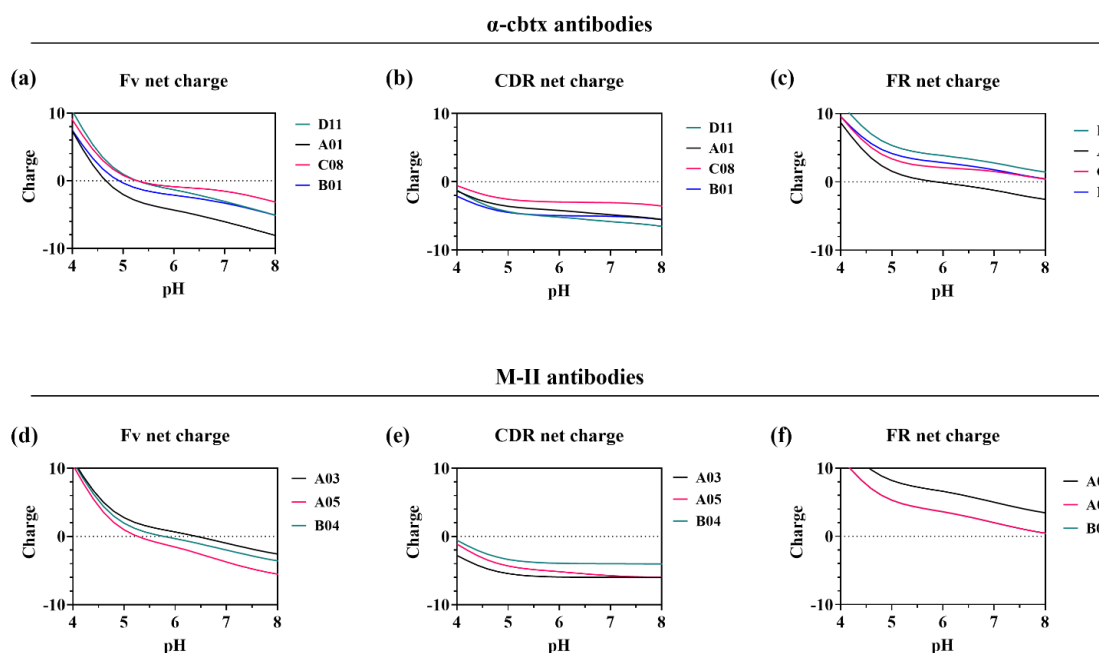 α-cbtx antibodies
(a) Fv net charge
10
0
-10
Charge
4 5 6 7 8
pH
D11
A01
C08
B01
(b) CDR net charge
10
0
-10
Charge
4 5 6 7 8
pH
D11
A01
C08
B01
(c) FR net charge
10
0
-10
Charge
4 5 6 7 8
pH
M-II antibodies
(d) Fv net charge
10
0
-10
Charge
4 5 6 7 8
pH
A03
A05
B04
(e) CDR net charge
10
0
-10
Charge
4 5 6 7 8
pH
A03
A05
B04
(f) FR net charge
10
0
-10
Charge
4 5 6 7 8
pH